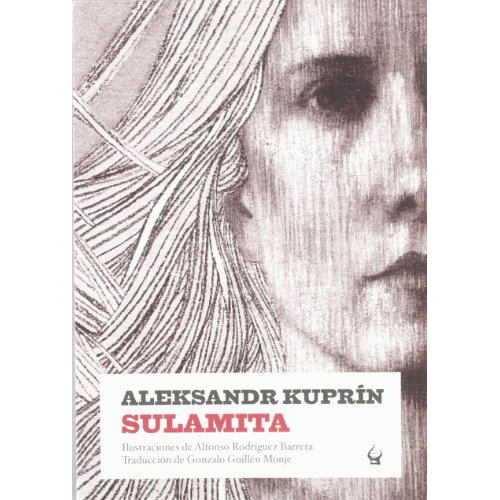 ALEKSANDR KUPRÍN
SULAMITA
Ilustraciones de Alfonso Rodríguez Barrera
Traducción de Gonzalo Guillén Monje